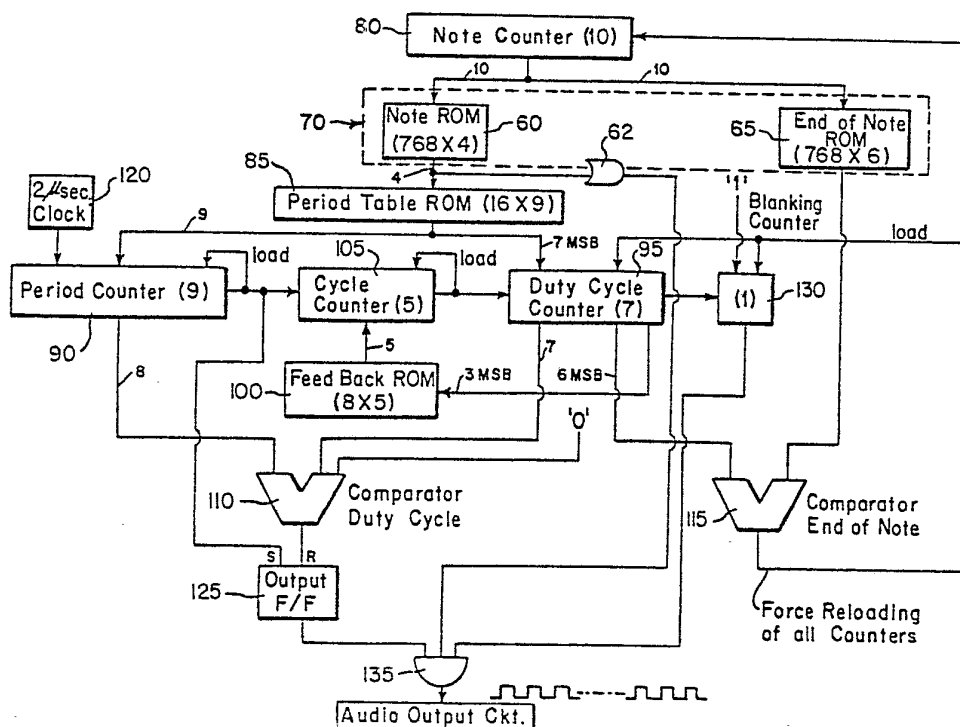 80
Note Counter (10)
10
10
70
Note ROM
(768X4)
60
62
65
End of Note
ROM
(768 X 6)
4
120
2μsec.
Clock
85
Period Table ROM (16 X 9)
"1"
Blanking
Counter
9
7 MSB
95
load
load
105
load
Period Counter (9)
Cycle
Counter (5)
Duty Cycle
Counter (7)
(1)
130
90
8
5
7
100
Feed Back ROM
(8X5)
3 MSB
6 MSB
'0'
110
Comparator
Duty Cycle
115
Comparator
End of Note
S
R
125
Output
F/F
Force Reloading
of all Counters
135
Audio Output Ckt.